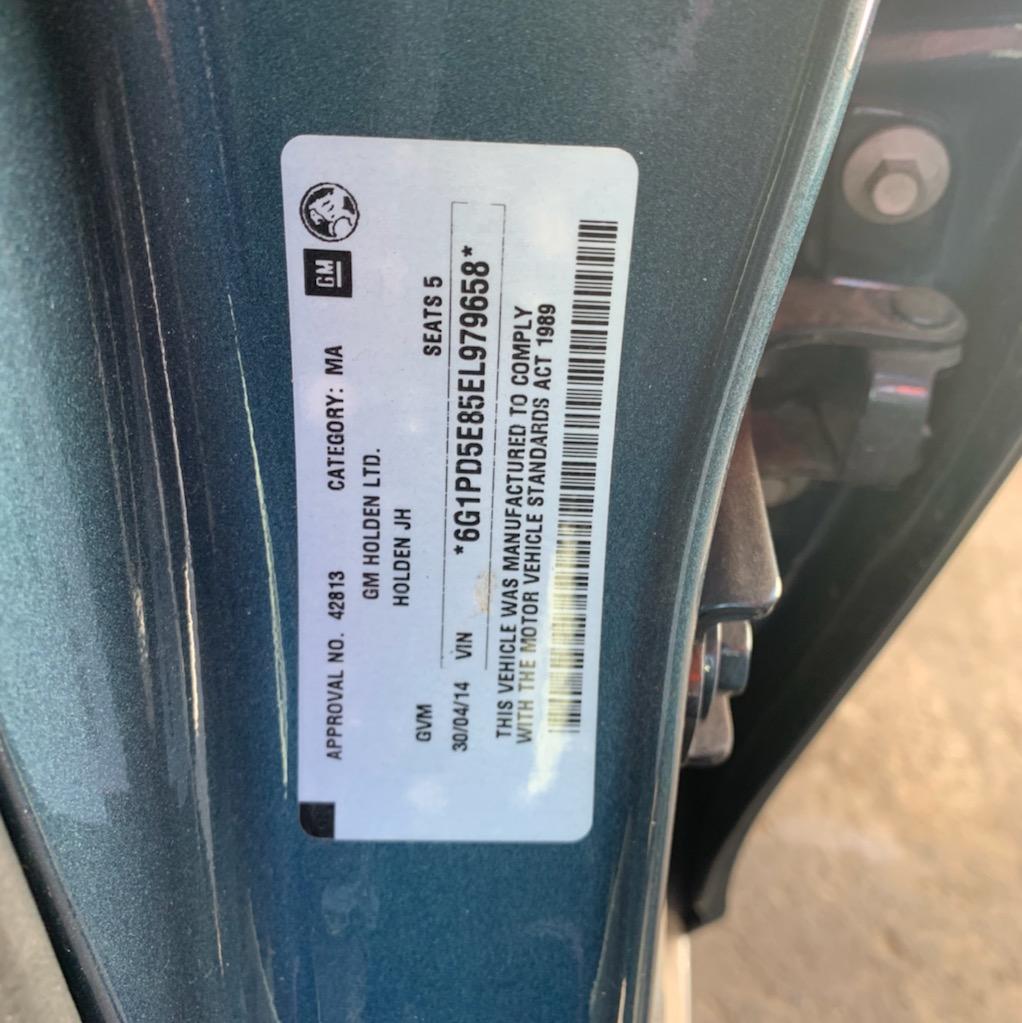 GM
APPROVAL NO. 42813 CATEGORY: MA
GM HOLDEN LTD.
HOLDEN JH
GVM SEATS 5
30/04/14 VIN *6G1PD5E85EL979658*
THIS VEHICLE WAS MANUFACTURED TO COMPLY
WITH THE MOTOR VEHICLE STANDARDS ACT 1989